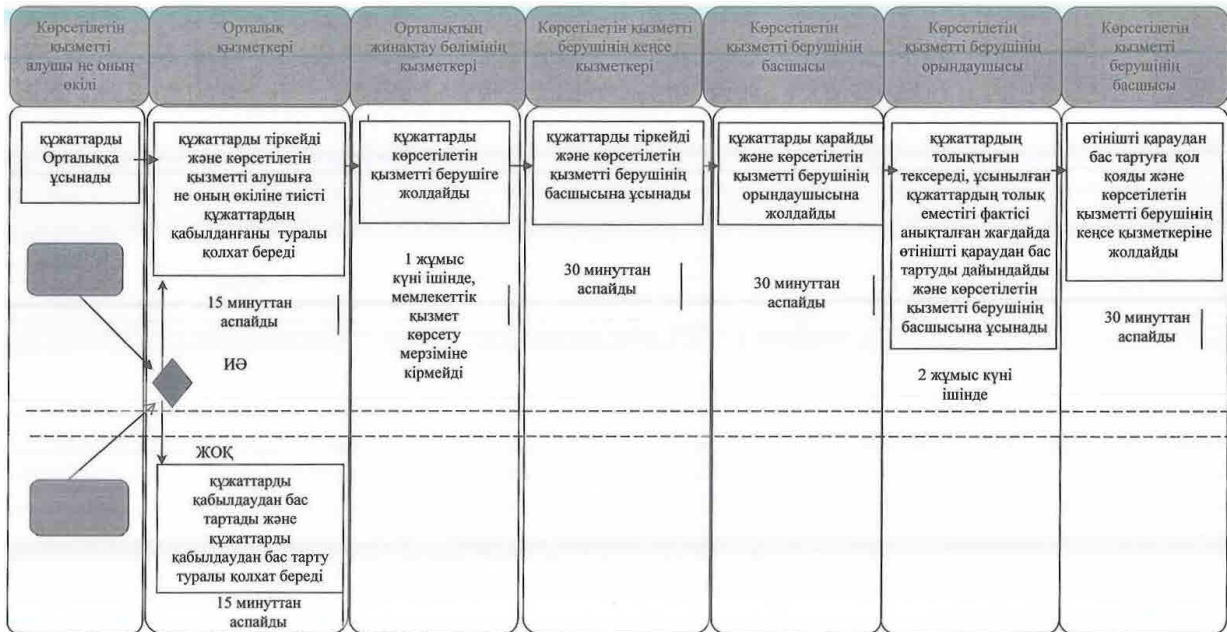 Көрсетілетін
қызметті
алушы не оның
өкілі
Орталық
қызметкері
Орталықтың
жинақтау бөлімінің
қызметкері
Көрсетілетін қызметті
берушінің кеңсе
қызметкері
Көрсетілетін
қызметті берушінің
басшысы
Көрсетілетін
қызметті берушінің
орындаушысы
Көрсетілетін
қызметті
берушінің
басшысы
құжаттарды
Орталыққа
ұсынады
құжаттарды тіркейді
және көрсетілетін
қызметті алушыға
не оның өкіліне тиісті
құжаттардың
қабылданғаны туралы
қолхат береді
15 минуттан
аспайды
ИӘ
ЖОҚ
құжаттарды
қабылдаудан бас
тартады және
құжаттарды
қабылдаудан бас тарту
туралы қолхат береді
15 минуттан
аспайды
құжаттарды
көрсетілетін
қызметті берушіге
жолдайды
1 жұмыс
күні ішінде,
мемлекеттік
қызмет
көрсету
мерзіміне
кірмейді
құжаттарды тіркейді
және көрсетілетін
қызметті берушінің
басшысына ұсынады
30 минуттан
аспайды
құжаттарды қарайды
және көрсетілетін
қызметті берушінің
орындаушысына
жолдайды
30 минуттан
аспайды
құжаттардың
толықтығын
тексереді, ұсынылған
құжаттардың толық
еместігі фактісі
анықталған жағдайда
өтінішті қараудан бас
тартуды дайындайды
және көрсетілетін
қызметті берушінің
басшысына ұсынады
2 жұмыс күні
ішінде
өтінішті қараудан
бас тартуға қол
қояды және
көрсетілетін
қызметті берушінің
кеңсе қызметкеріне
жолдайды
30 минуттан
аспайды